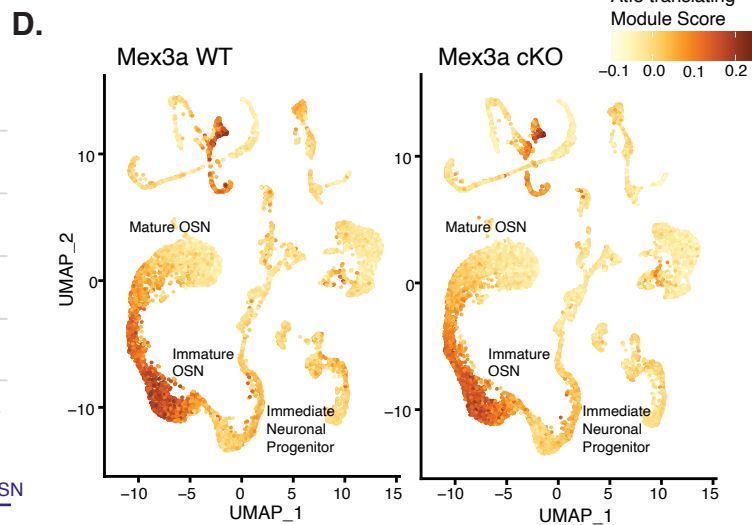 D.
translating
Module Score
−0.1 0.0 0.1 0.2
Mex3a WT
Mex3a cKO
10
0
−10
UMAP_2
Mature OSN
Immature
OSN
Immediate
Neuronal
Progenitor
−10 −5 0 5 10 15
UMAP_1
10
0
−10
Mature OSN
Immature
OSN
Immediate
Neuronal
Progenitor
−10 −5 0 5 10 15
UMAP_1
SN